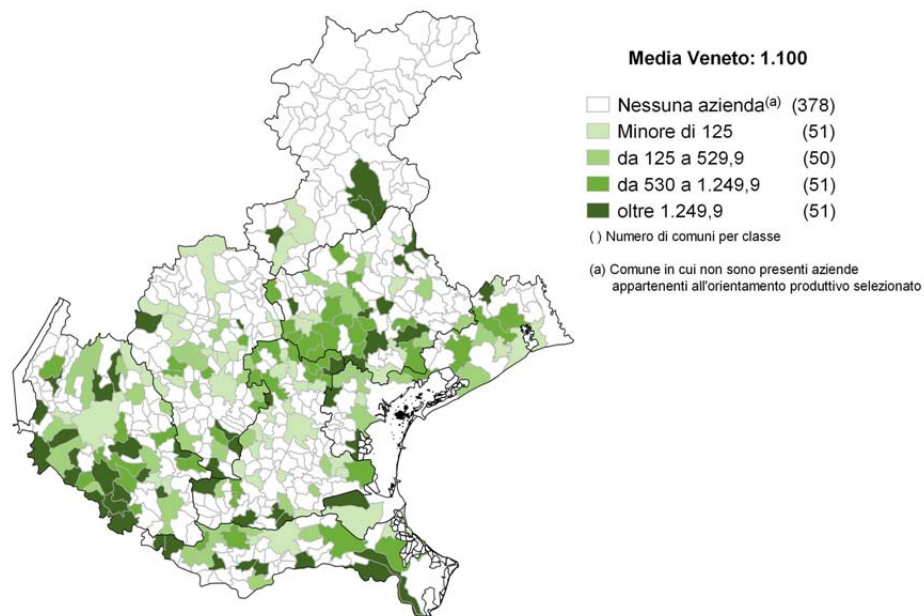 Media Veneto: 1.100
Nessuna azienda(a) (378)
Minore di 125 (51)
da 125 a 529,9 (50)
da 530 a 1.249,9 (51)
oltre 1.249,9 (51)
( ) Numero di comuni per classe
(a) Comune in cui non sono presenti aziende
appartenenti all'orientamento produttivo selezionato